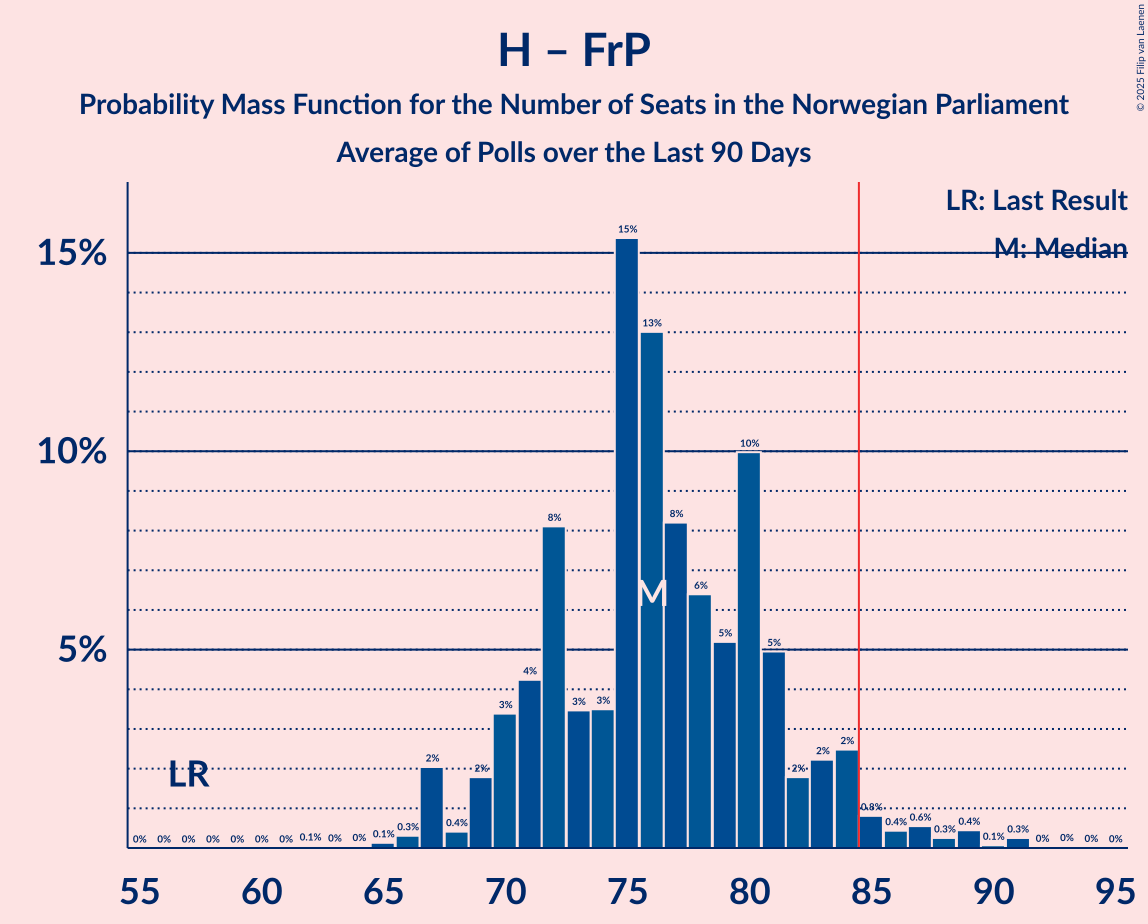 H – FrP
Probability Mass Function for the Number of Seats in the Norwegian Parliament
Average of Polls over the Last 90 Days
© 2025 Filip van Laenen
LR: Last Result
M: Median
15%
10%
5%
0% 0% 0% 0% 0% 0% 0% 0.1% 0% 0% 0.1% 0.3% 2% 0.4% 2% 3% 4% 8% 3% 3% 15% 13% 8% 6% 5% 10% 5% 2% 2% 2% 0.8% 0.4% 0.6% 0.3% 0.4% 0.1% 0.3% 0% 0% 0% 0%
M
LR
55 60 65 70 75 80 85 90 95